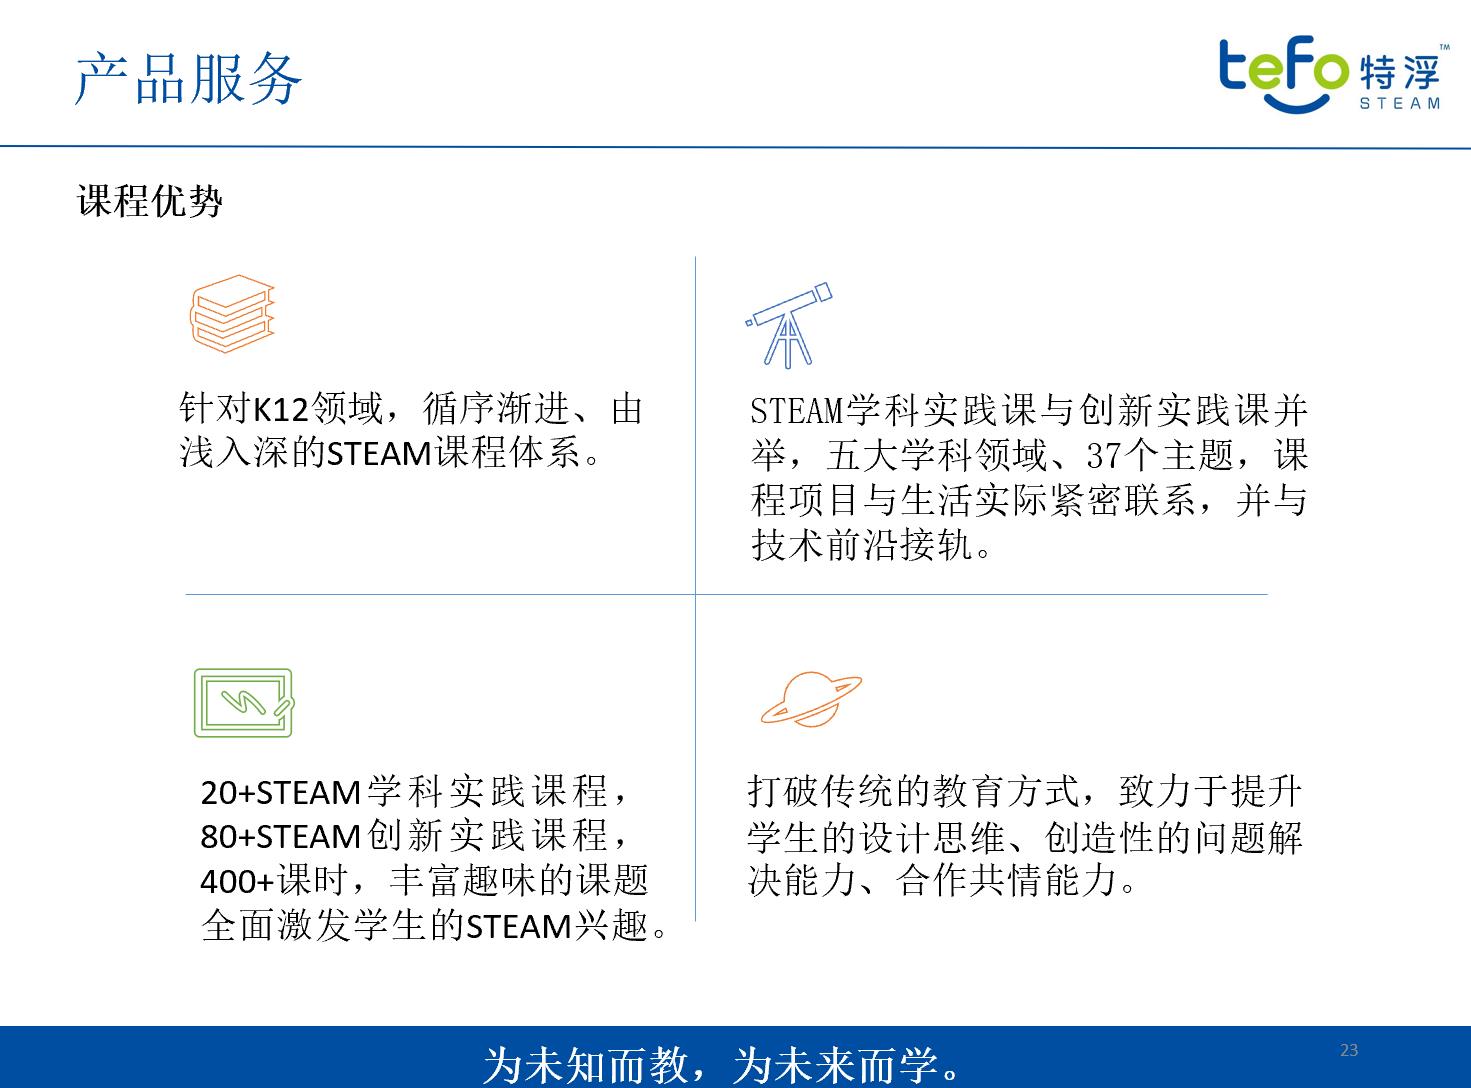 产品服务
tefo 特浮 ™
STEAM
课程优势
针对K12领域，循序渐进、由
浅入深的STEAM课程体系。
STEAM学科实践课与创新实践课并
举，五大学科领域、37个主题，课
程项目与生活实际紧密联系，并与
技术前沿接轨。
20+STEAM学科实践课程，
80+STEAM创新实践课程，
400+课时，丰富趣味的课题
全面激发学生的STEAM兴趣。
打破传统的教育方式，致力于提升
学生的设计思维、创造性的问题解
决能力、合作共情能力。
为未知而教，为未来而学。
23